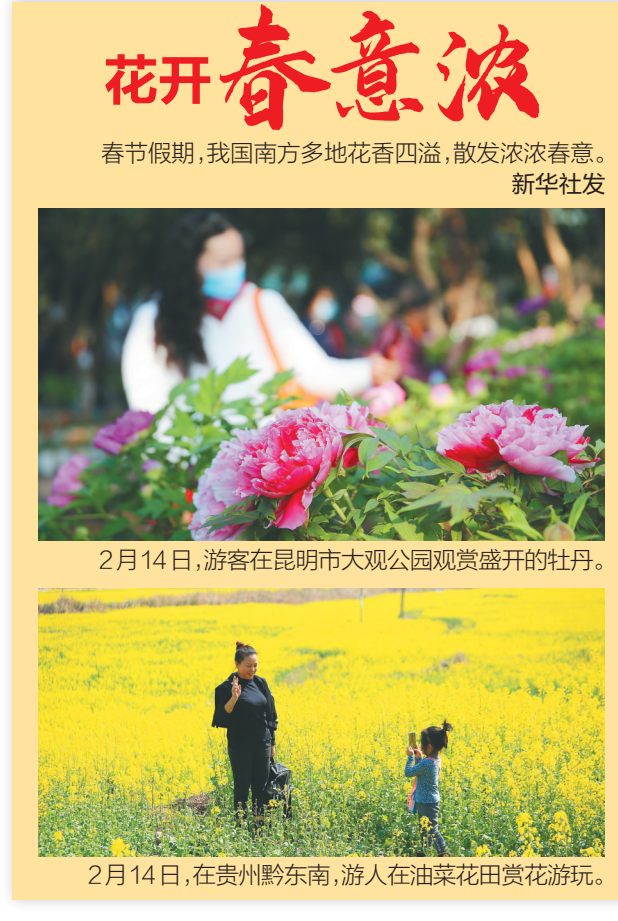 花开春意浓
春节假期,我国南方多地花香四溢,散发浓浓春意。
新华社发
2月14日,游客在昆明市大观公园观赏盛开的牡丹。
2月14日,在贵州黔东南,游人在油菜花田赏花游玩。